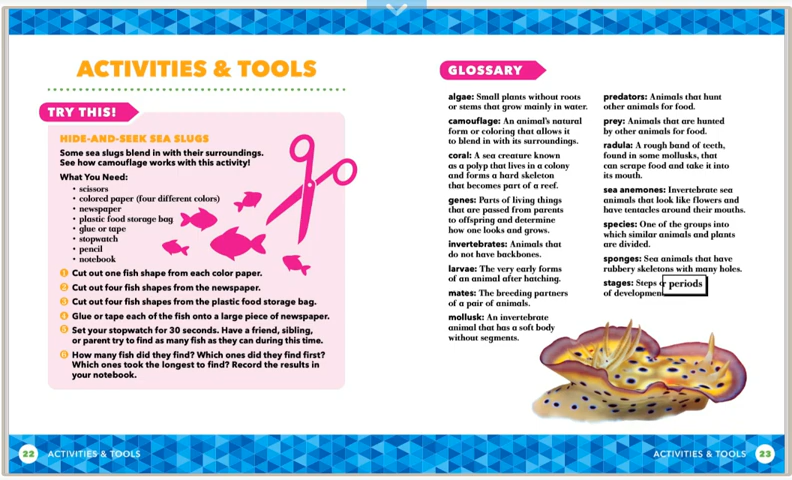 ACTIVITIES & TOOLS
TRY THIS!
HIDE-AND-SEEK SEA SLUGS
Some sea slugs blend in with their surroundings.
See how camouflage works with this activity!
What You Need:
• scissors
• colored paper (four different colors)
• newspaper
• plastic food storage bag
• glue or tape
• stopwatch
• pencil
• notebook
1 Cut out one fish shape from each color paper.
2 Cut out four fish shapes from the newspaper.
3 Cut out four fish shapes from the plastic food storage bag.
4 Glue or tape each of the fish onto a large piece of newspaper.
5 Set your stopwatch for 30 seconds. Have a friend, sibling,
or parent try to find as many fish as they can during this time.
6 How many fish did they find? Which ones did they find first?
Which ones took the longest to find? Record the results in
your notebook.
22 ACTIVITIES & TOOLS
GLOSSARY
algae: Small plants without roots
or stems that grow mainly in water.
camouflage: An animal's natural
form or coloring that allows it
to blend in with its surroundings.
coral: A sea creature known
as a polyp that lives in a colony
and forms a hard skeleton
that becomes part of a reef.
genes: Parts of living things
that are passed from parents
to offspring and determine
how one looks and grows.
invertebrates: Animals that
do not have backbones.
larvae: The very early forms
of an animal after hatching.
mates: The breeding partners
of a pair of animals.
mollusk: An invertebrate
animal that has a soft body
without segments.
predators: Animals that hunt
other animals for food.
prey: Animals that are hunted
by other animals for food.
radula: A rough band of teeth,
found in some mollusks, that
can scrape food and take it into
its mouth.
sea anemones: Invertebrate sea
animals that look like flowers and
have tentacles around their mouths.
species: One of the groups into
which similar animals and plants
are divided.
sponges: Sea animals that have
rubbery skeletons with many holes.
stages: Steps or periods
of development
ACTIVITIES & TOOLS 23